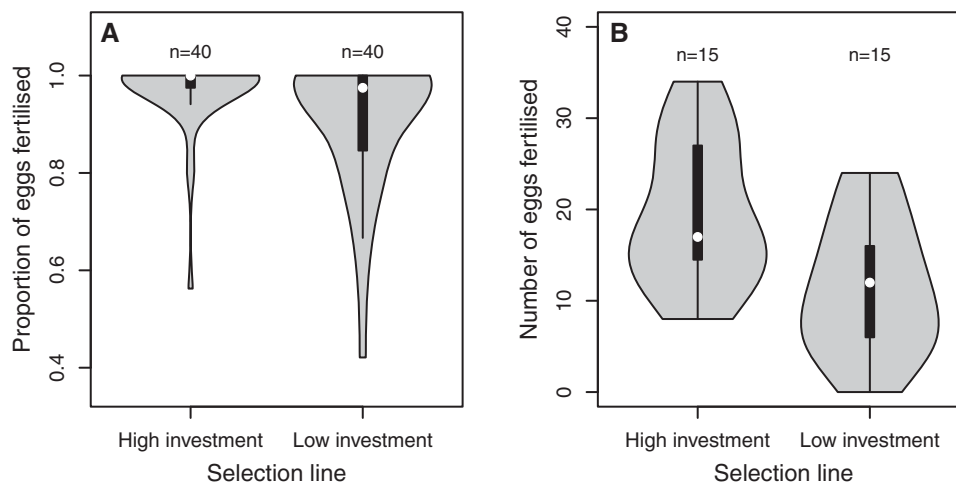 A
n=40
n=40
Proportion of eggs fertilised
1.0
0.8
0.6
0.4
High investment
Low investment
Selection line
B
n=15
n=15
Number of eggs fertilised
40
30
20
10
0
High investment
Low investment
Selection line